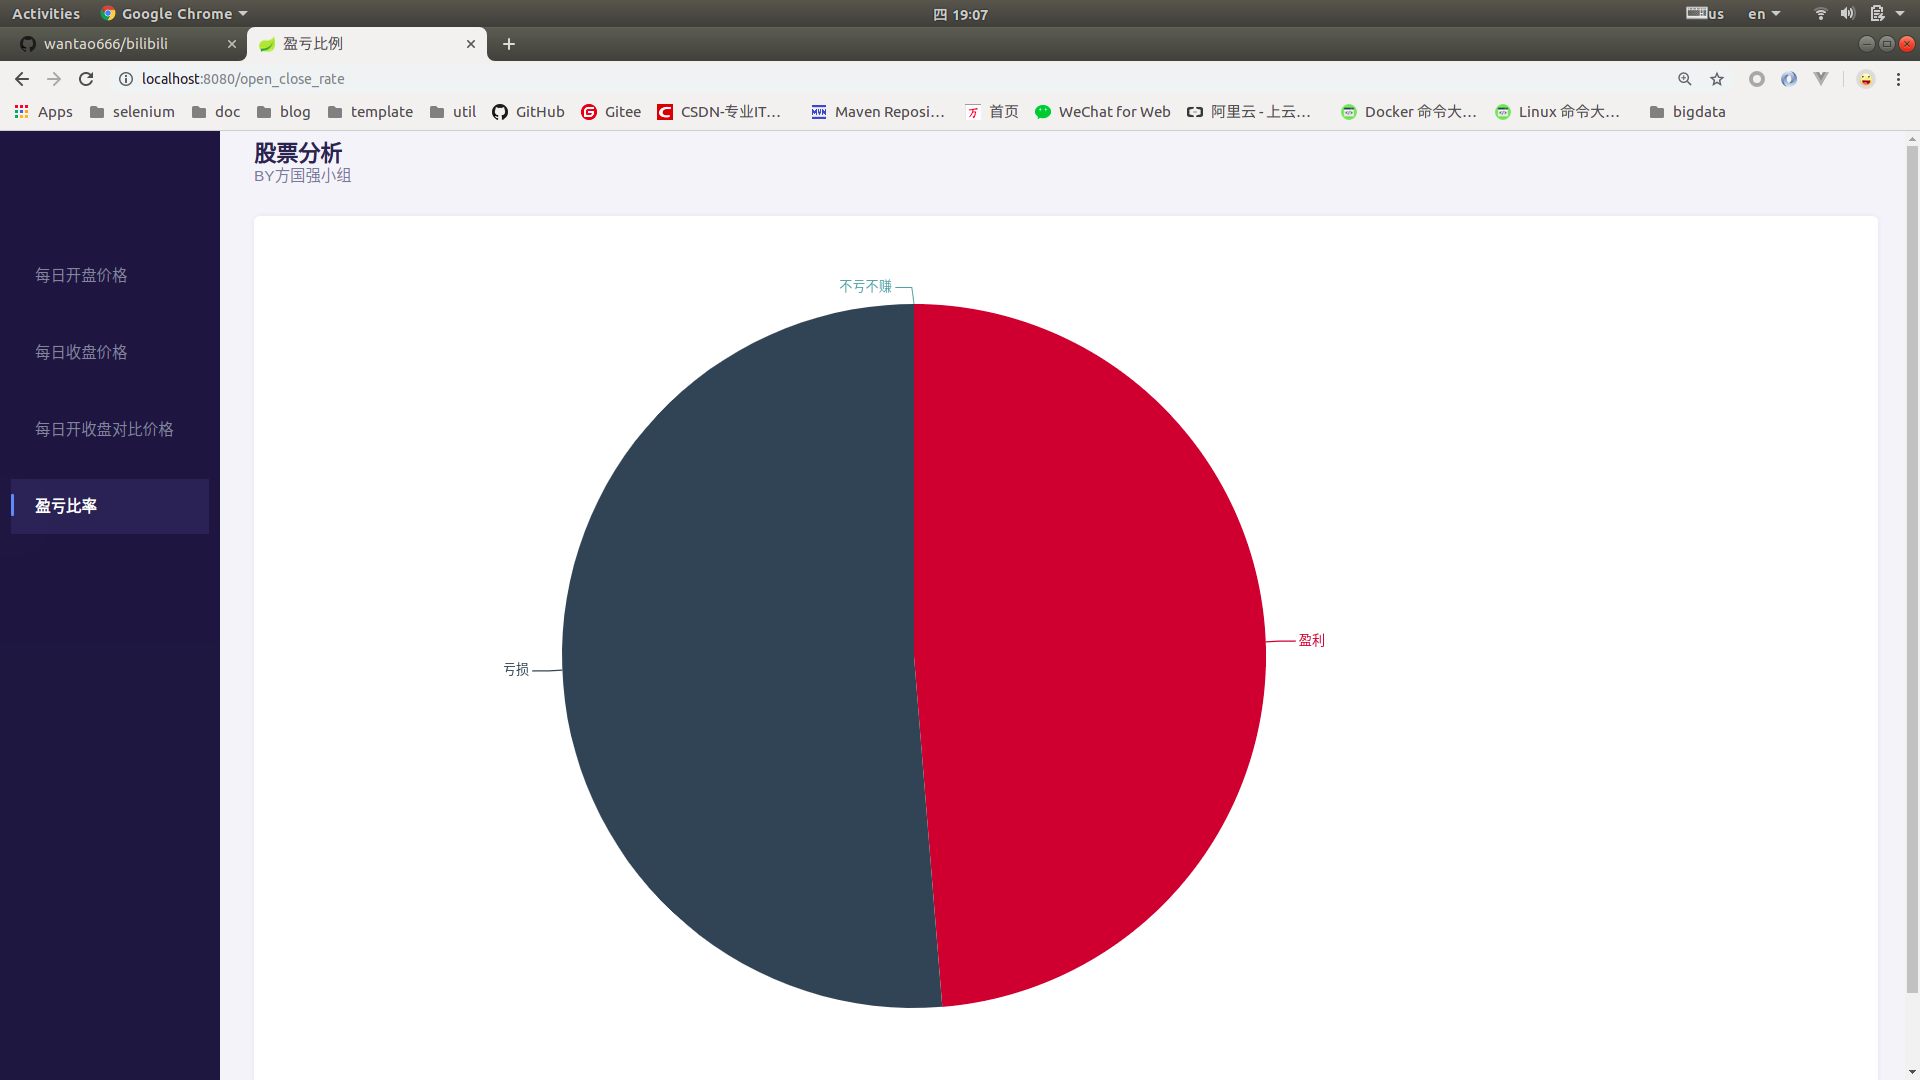 Activities Google Chrome 四 19:07 us en
wantao666/bilibili 盈亏比例
localhost:8080/open_close_rate
Apps selenium doc blog template util GitHub Gitee CSDN-专业IT… Maven Reposi… 首页 WeChat for Web 阿里云 - 上云… Docker 命令大… Linux 命令大… bigdata
股票分析
BY方国强小组
每日开盘价格
每日收盘价格
每日开收盘对比价格
盈亏比率
不亏不赚
盈利
亏损